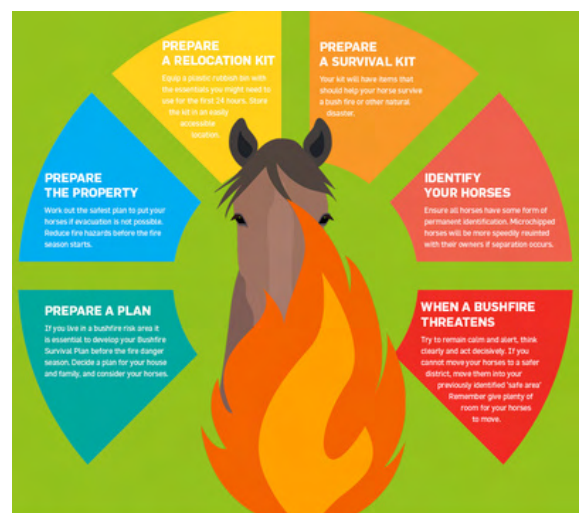 PREPARE
A RELOCATION KIT
Equip a plastic rubbish bin with
the essentials you might need to
use for the first 24 hours. Store
the kit in an easily
accessible
location.
PREPARE
A SURVIVAL KIT
Your kit will have items that
should help your horse survive
a bush fire or other natural
disaster.
PREPARE
THE PROPERTY
Work out the safest plan to put your
horses if evacuation is not possible.
Reduce fire hazards before the fire
season starts.
IDENTIFY
YOUR HORSES
Ensure all horses have some form of
permanent identification. Microchipped
horses will be more speedily reunited
with their owners if separation occurs.
PREPARE A PLAN
If you live in a bushfire risk area it
is essential to develop your Bushfire
Survival Plan before the fire danger
season. Decide a plan for your house
and family, and consider your horses.
WHEN A BUSHFIRE
THREATENS
Try to remain calm and alert, think
clearly and act decisively. If you
cannot move your horses to a safer
district, move them into your
previously identified 'safe area'
Remember give plenty of
room for your horses
to move.